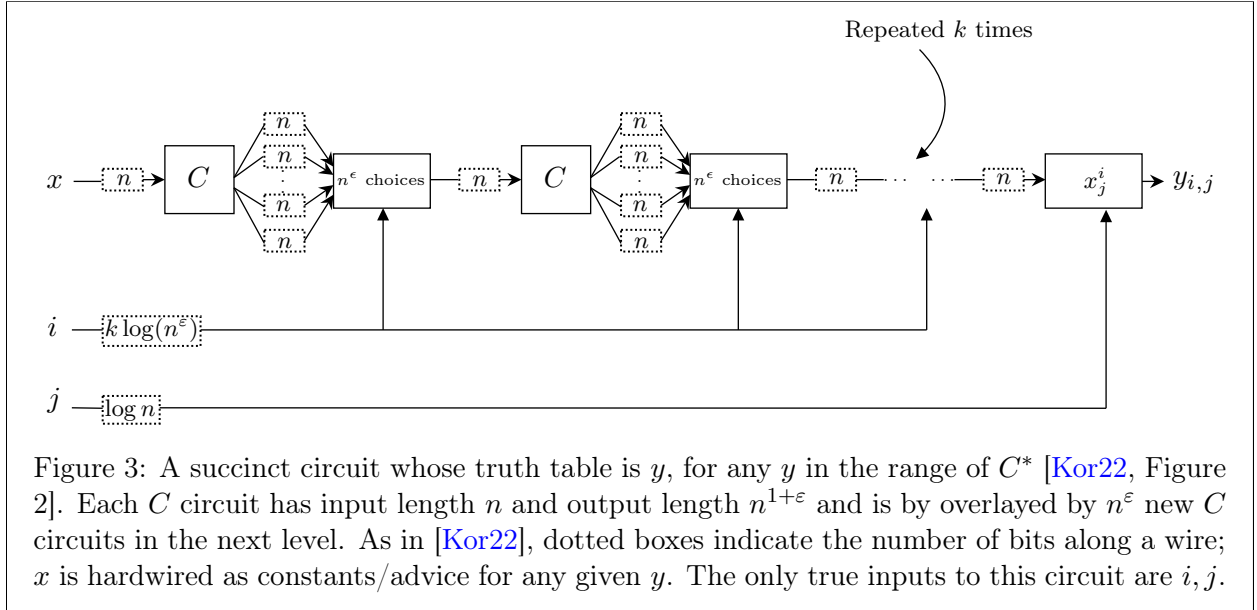 Repeated k times
n
n
n
n
x
n
C
n^ϵ choices
n
C
n
n
n
n
n^ϵ choices
n
· · ·
· · ·
n
x^i_j
y_{i,j}
i
k log(n^ε)
j
log n
Figure 3: A succinct circuit whose truth table is y, for any y in the range of C* [Kor22, Figure
2]. Each C circuit has input length n and output length n^{1+ε} and is by overlayed by n^ε new C
circuits in the next level. As in [Kor22], dotted boxes indicate the number of bits along a wire;
x is hardwired as constants/advice for any given y. The only true inputs to this circuit are i, j.